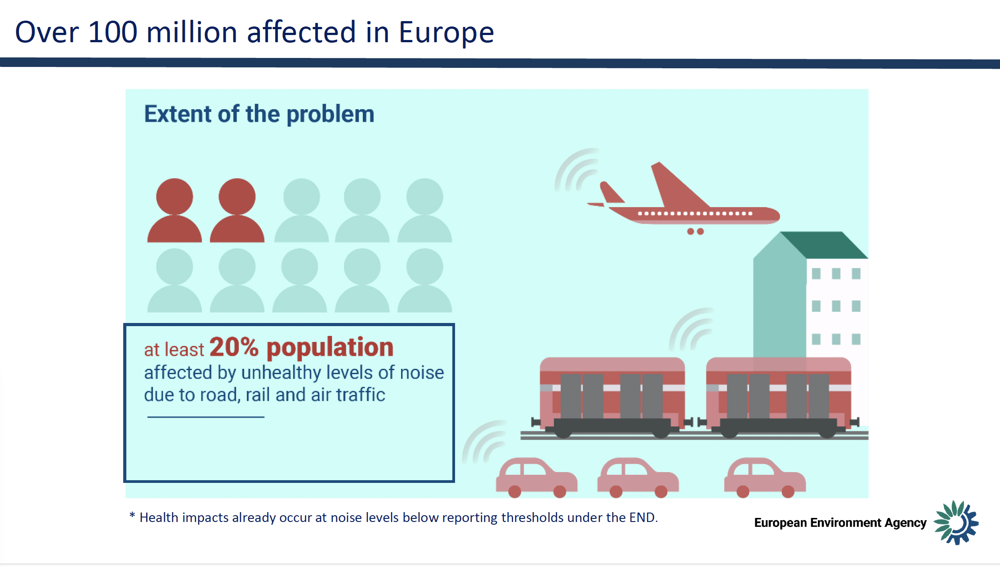 Over 100 million affected in Europe
Extent of the problem
at least 20% population
affected by unhealthy levels of noise
due to road, rail and air traffic
* Health impacts already occur at noise levels below reporting thresholds under the END.
European Environment Agency